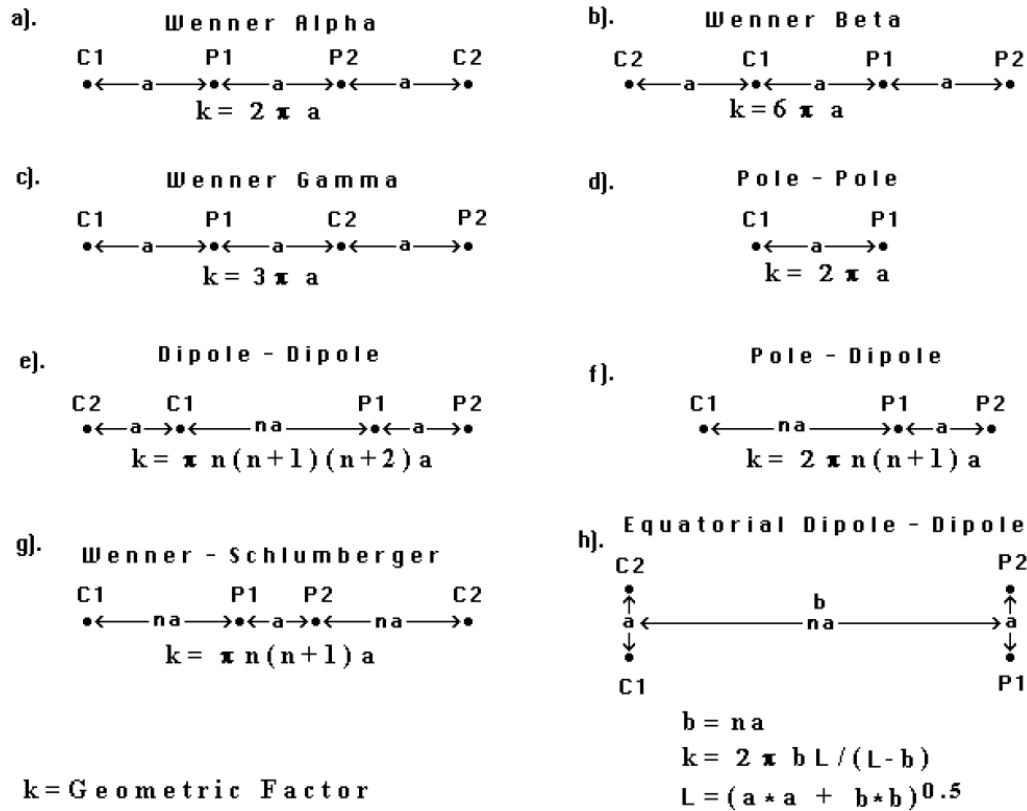 a). Wenner Alpha
C1 P1 P2 C2
a a a
k = 2 π a
b). Wenner Beta
C2 C1 P1 P2
a a a
k = 6 π a
c). Wenner Gamma
C1 P1 C2 P2
a a a
k = 3 π a
d). Pole - Pole
C1 P1
a
k = 2 π a
e). Dipole - Dipole
C2 C1 P1 P2
a na a
k = π n(n+1)(n+2)a
f). Pole - Dipole
C1 P1 P2
na a
k = 2 π n(n+1)a
g). Wenner - Schlumberger
C1 P1 P2 C2
na a na
k = π n(n+1)a
h). Equatorial Dipole - Dipole
C2 P2
b
a na a
C1 P1
b = na
k = 2 π b L/(L-b)
L = (a*a + b*b)^0.5
k = Geometric Factor